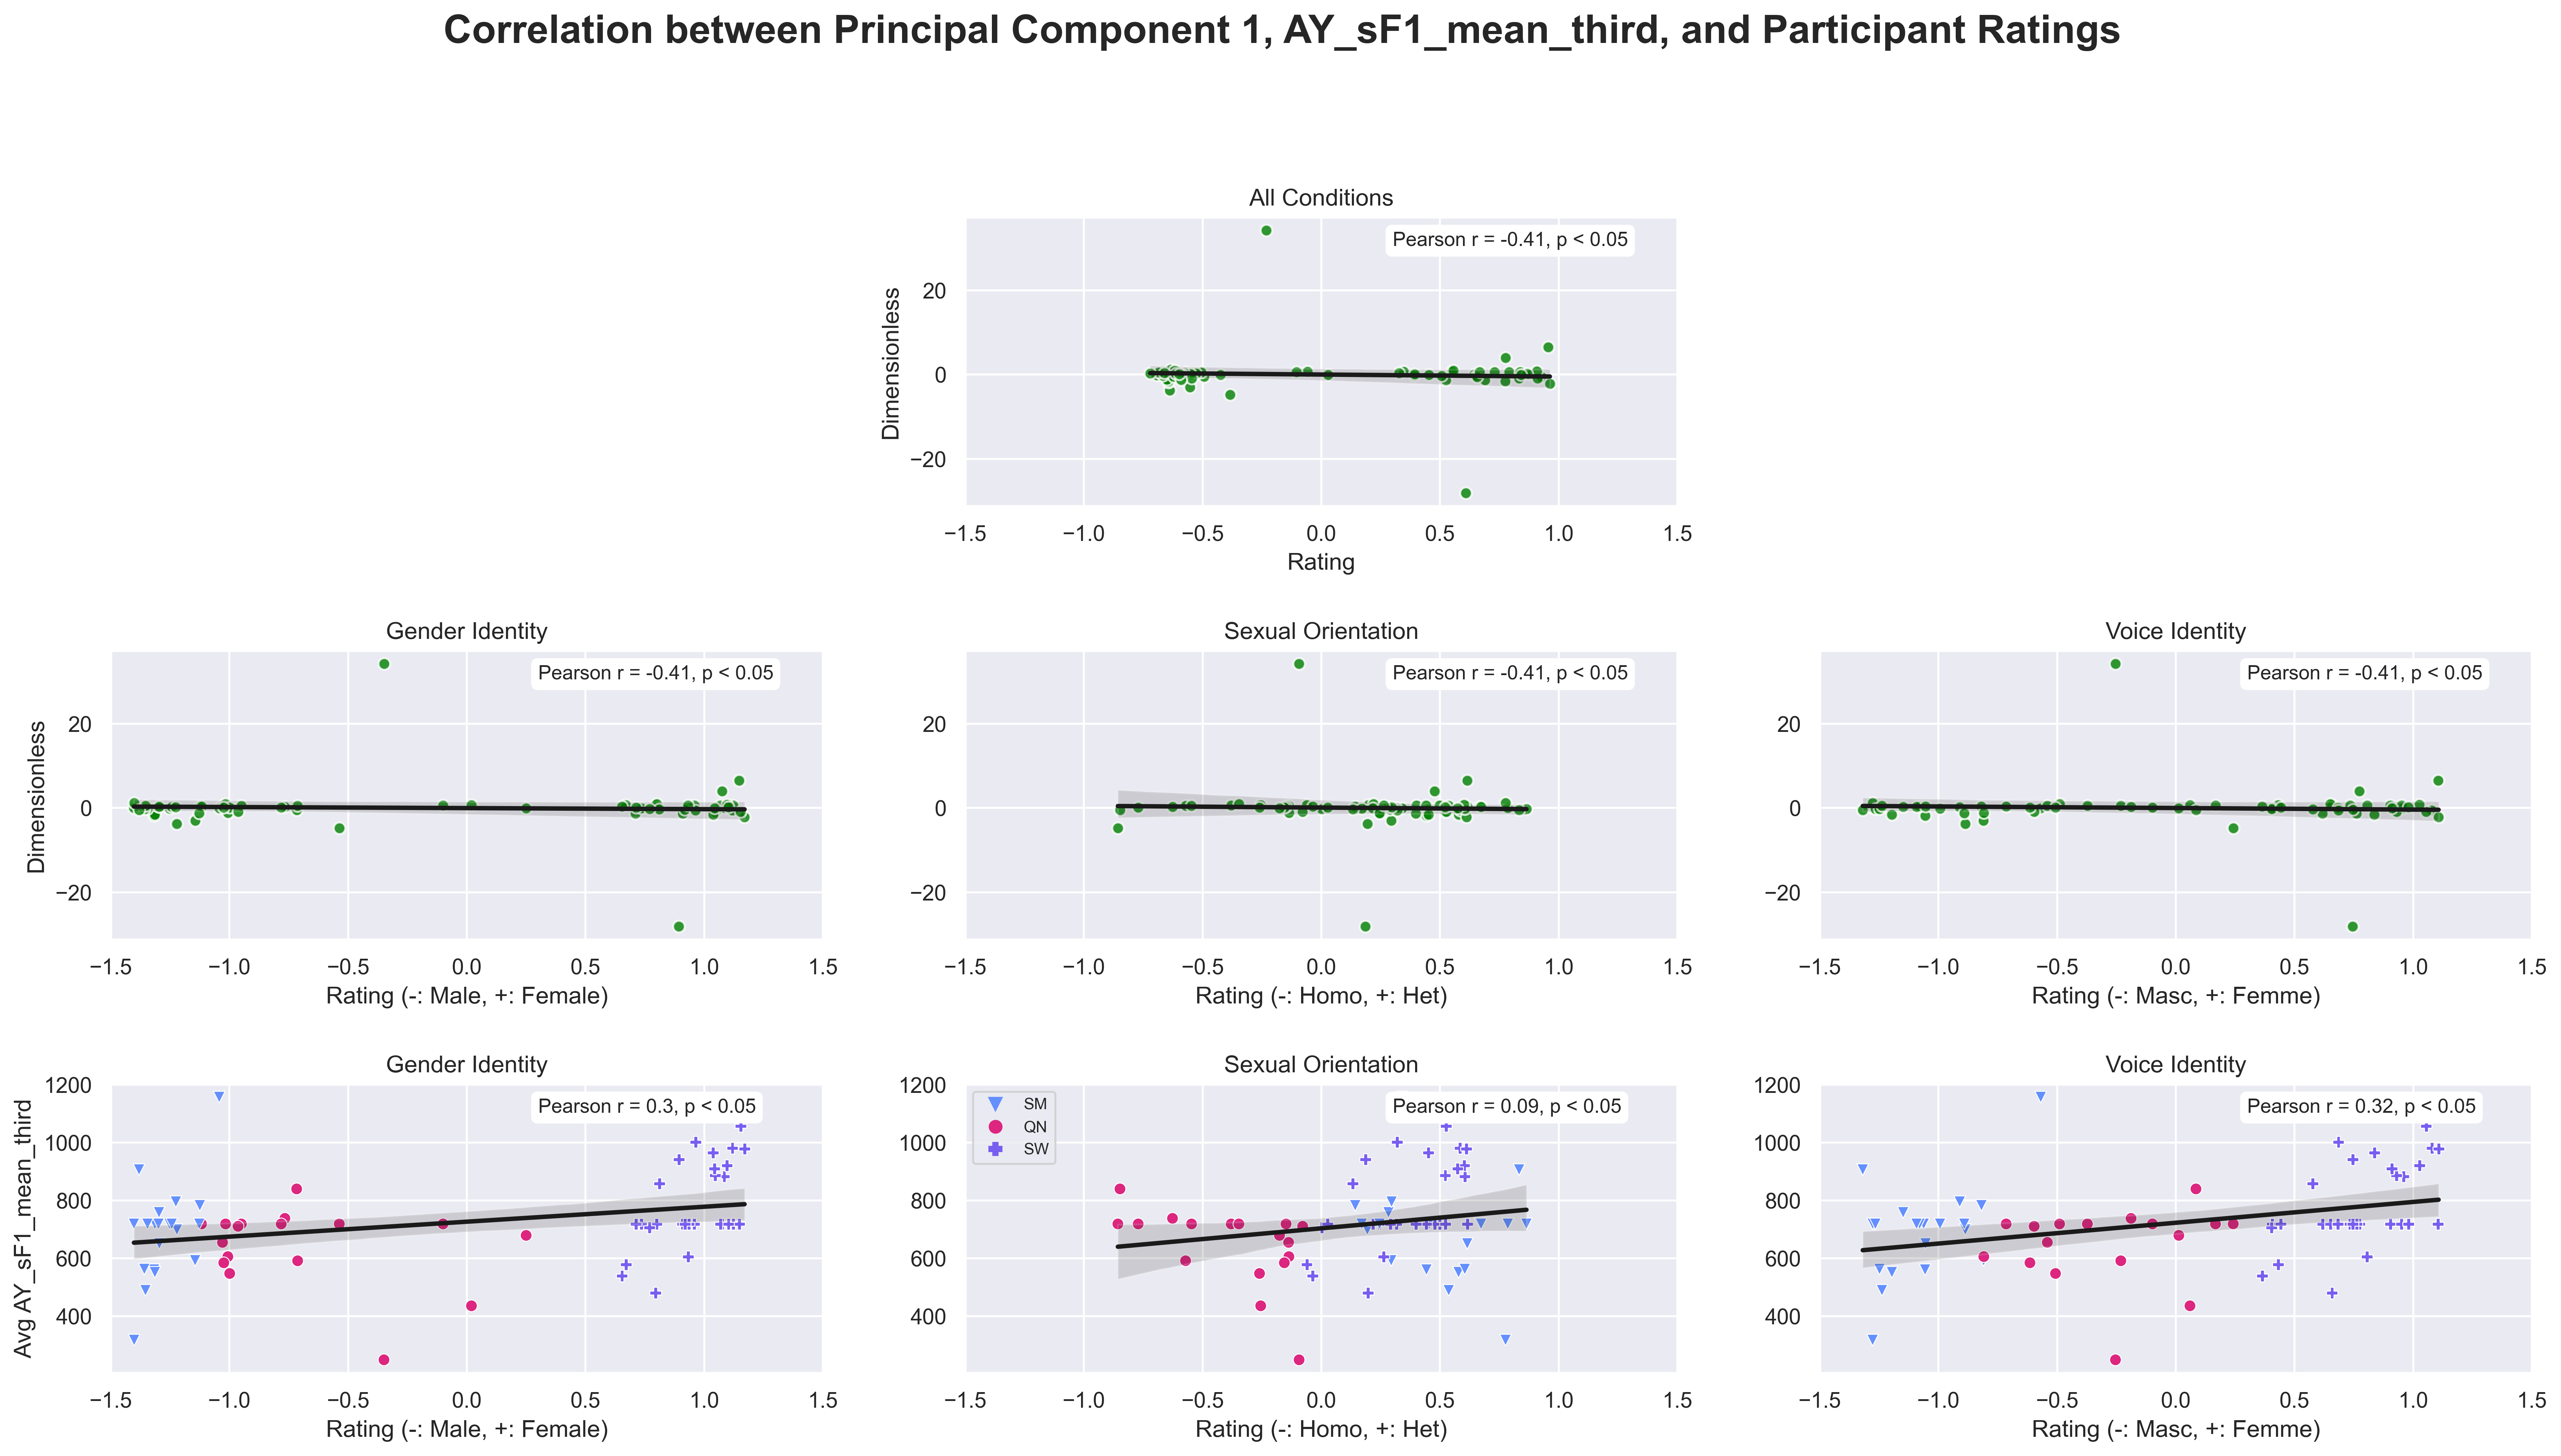 Correlation between Principal Component 1, AY_sF1_mean_third, and Participant Ratings
All Conditions
Pearson r = -0.41, p < 0.05
Dimensionless
20
0
−20
−1.5 −1.0 −0.5 0.0 0.5 1.0 1.5
Rating
Gender Identity
Pearson r = -0.41, p < 0.05
Dimensionless
20
0
−20
−1.5 −1.0 −0.5 0.0 0.5 1.0 1.5
Rating (-: Male, +: Female)
Sexual Orientation
Pearson r = -0.41, p < 0.05
20
0
−20
−1.5 −1.0 −0.5 0.0 0.5 1.0 1.5
Rating (-: Homo, +: Het)
Voice Identity
Pearson r = -0.41, p < 0.05
20
0
−20
−1.5 −1.0 −0.5 0.0 0.5 1.0 1.5
Rating (-: Masc, +: Femme)
Gender Identity
Pearson r = 0.3, p < 0.05
Avg AY_sF1_mean_third
1200
1000
800
600
400
−1.5 −1.0 −0.5 0.0 0.5 1.0 1.5
Rating (-: Male, +: Female)
Sexual Orientation
SM
QN
SW
Pearson r = 0.09, p < 0.05
1200
1000
800
600
400
−1.5 −1.0 −0.5 0.0 0.5 1.0 1.5
Rating (-: Homo, +: Het)
Voice Identity
Pearson r = 0.32, p < 0.05
1200
1000
800
600
400
−1.5 −1.0 −0.5 0.0 0.5 1.0 1.5
Rating (-: Masc, +: Femme)